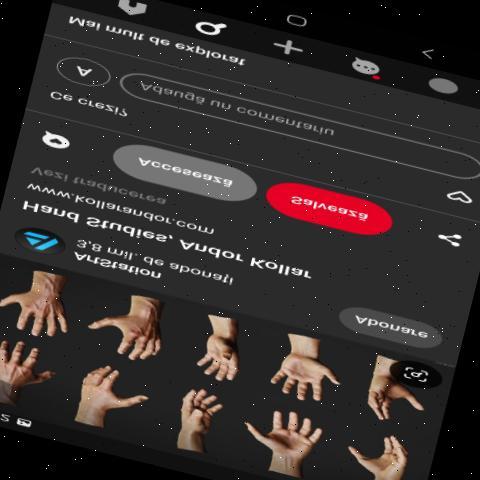 ArtStation
3,8 mil. de abonați
Abonare
Hand Studies, Andor Kollar
www.kollarandor.com
Vezi traducerea
Accesează
Salvează
Ce crezi?
A
Adaugă un comentariu
Mai mult de explorat